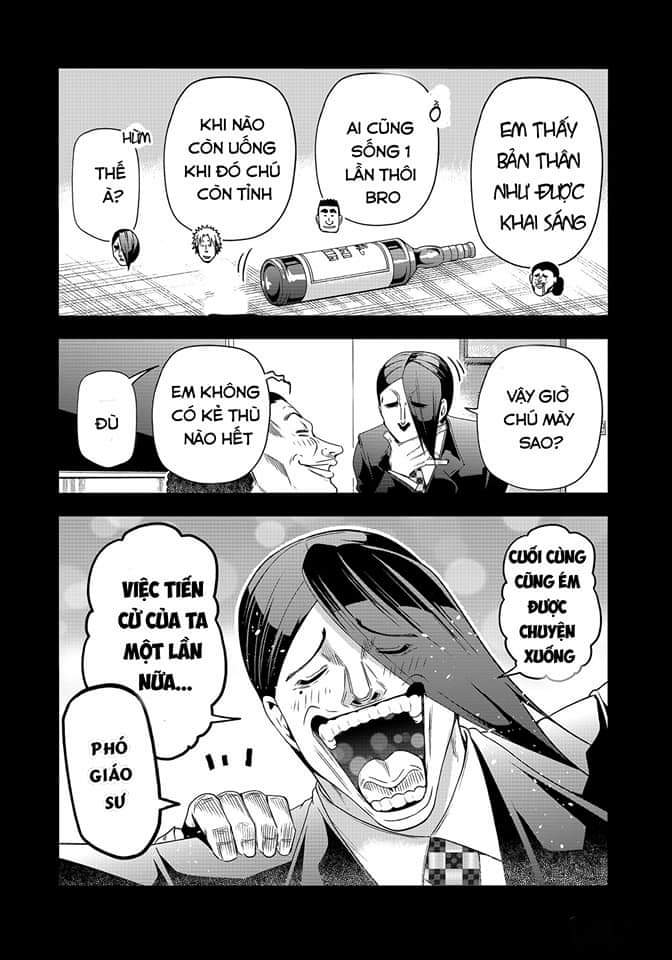 EM THẤY
BẢN THÂN
NHƯ ĐƯỢC
KHAI SÁNG
Ồ
AI CŨNG
SỐNG 1
LẦN THÔI
BRO
KHI NÀO
CÒN UỐNG
KHI ĐÓ CHÚ
CÒN TỈNH
HỪM
THẾ
À?
VẬY GIỜ
CHÚ MÀY
SAO?
EM KHÔNG
CÓ KẺ THÙ
NÀO HẾT
ĐÙ
CUỐI CÙNG
CŨNG ÉM
ĐƯỢC
CHUYỆN
XUỐNG
VIỆC TIẾN
CỬ CỦA TA
MỘT LẦN
NỮA...
PHÓ
GIÁO
SƯ